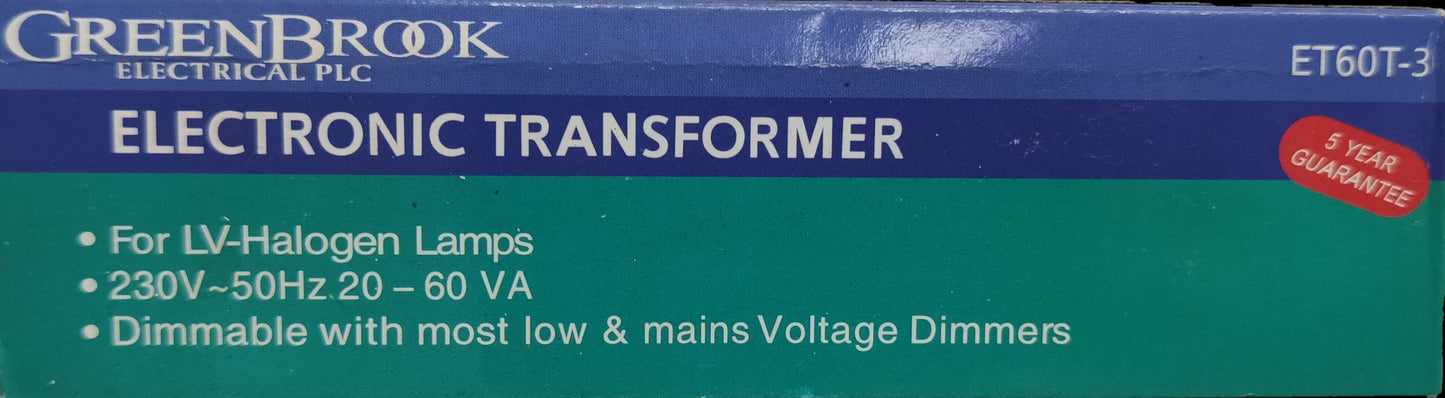 GREENBROOK
ELECTRICAL PLC
ET60T-3
ELECTRONIC TRANSFORMER
5 YEAR
GUARANTEE
• For LV-Halogen Lamps
• 230V~50Hz 20 – 60 VA
• Dimmable with most low & mains Voltage Dimmers